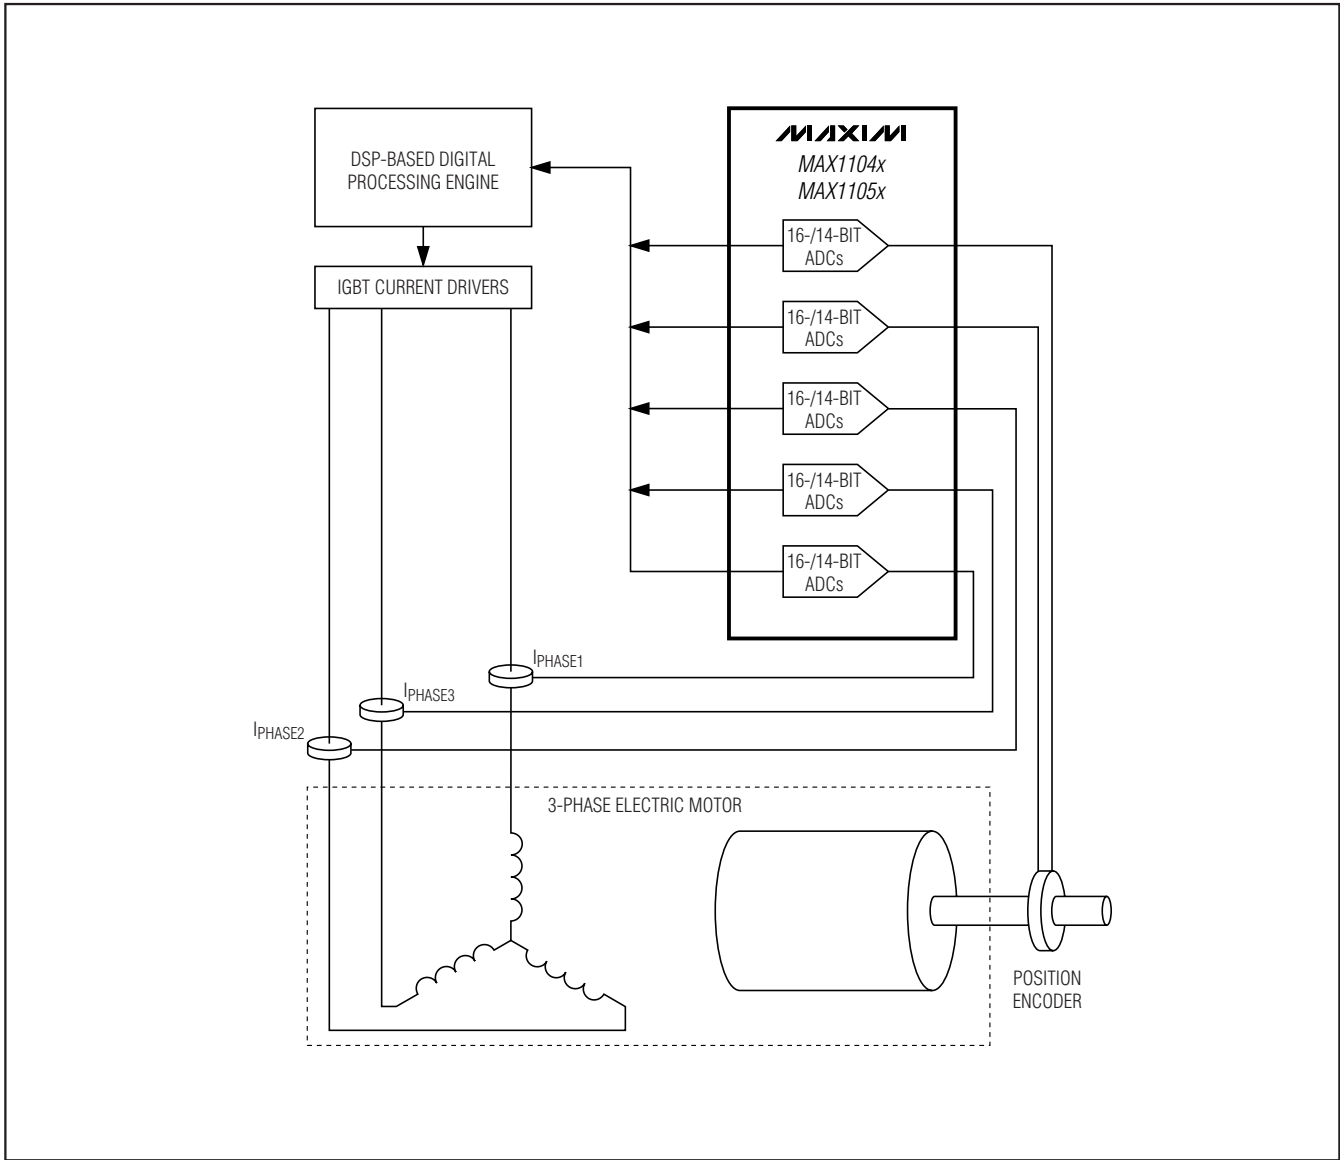 DSP-BASED DIGITAL
PROCESSING ENGINE
IGBT CURRENT DRIVERS
MAXIM
MAX1104x
MAX1105x
16-/14-BIT
ADCs
16-/14-BIT
ADCs
16-/14-BIT
ADCs
16-/14-BIT
ADCs
16-/14-BIT
ADCs
IPHASE1
IPHASE3
IPHASE2
3-PHASE ELECTRIC MOTOR
POSITION
ENCODER